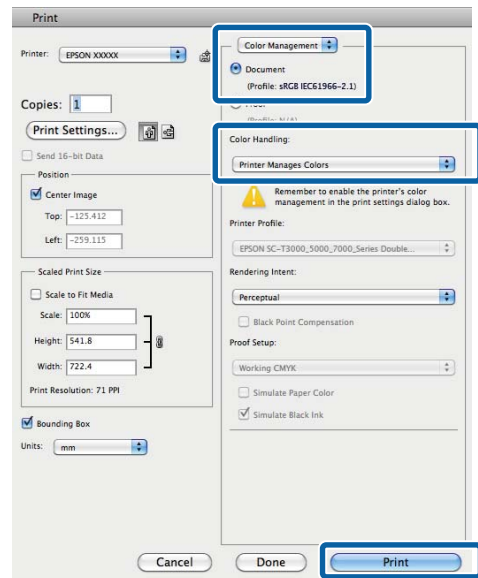 Print
Printer: EPSON XXXXX
Copies: 1
Print Settings...
Send 16-bit Data
Position
Center Image
Top: -125.412
Left: -259.115
Scaled Print Size
Scale to Fit Media
Scale: 100%
Height: 541.8
Width: 722.4
Print Resolution: 71 PPI
Bounding Box
Units: mm
Color Management
Document
(Profile: sRGB IEC61966-2.1)
(Profile: N/A)
Color Handling:
Printer Manages Colors
Remember to enable the printer's color
management in the print settings dialog box.
Printer Profile:
EPSON SC-T3000_5000_7000_Series Double...
Rendering Intent:
Perceptual
Black Point Compensation
Proof Setup:
Working CMYK
Simulate Paper Color
Simulate Black Ink
Cancel
Done
Print